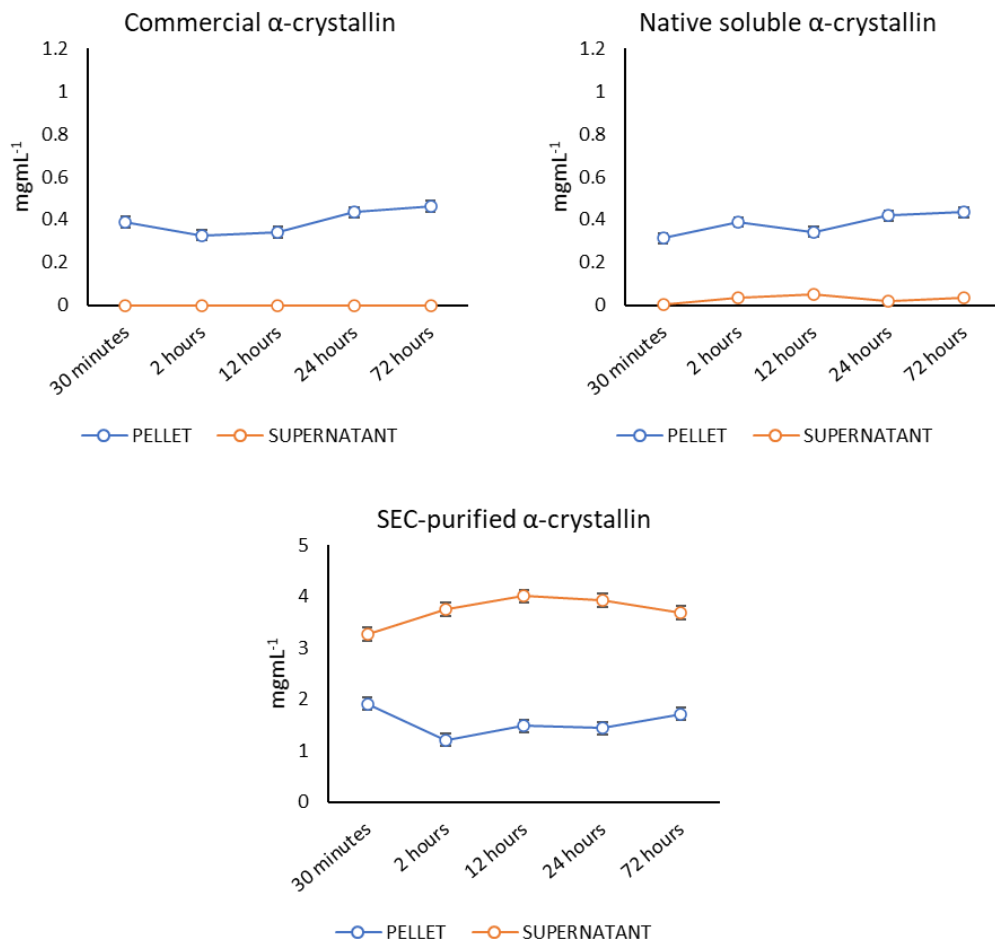 Commercial α-crystallin
1.2
1
0.8
0.6
0.4
0.2
0
mgmL-1
30 minutes
2 hours
12 hours
24 hours
72 hours
PELLET SUPERNATANT
Native soluble α-crystallin
1.2
1
0.8
0.6
0.4
0.2
0
mgmL-1
30 minutes
2 hours
12 hours
24 hours
72 hours
PELLET SUPERNATANT
SEC-purified α-crystallin
5
4
3
2
1
0
mgmL-1
30 minutes
2 hours
12 hours
24 hours
72 hours
PELLET SUPERNATANT